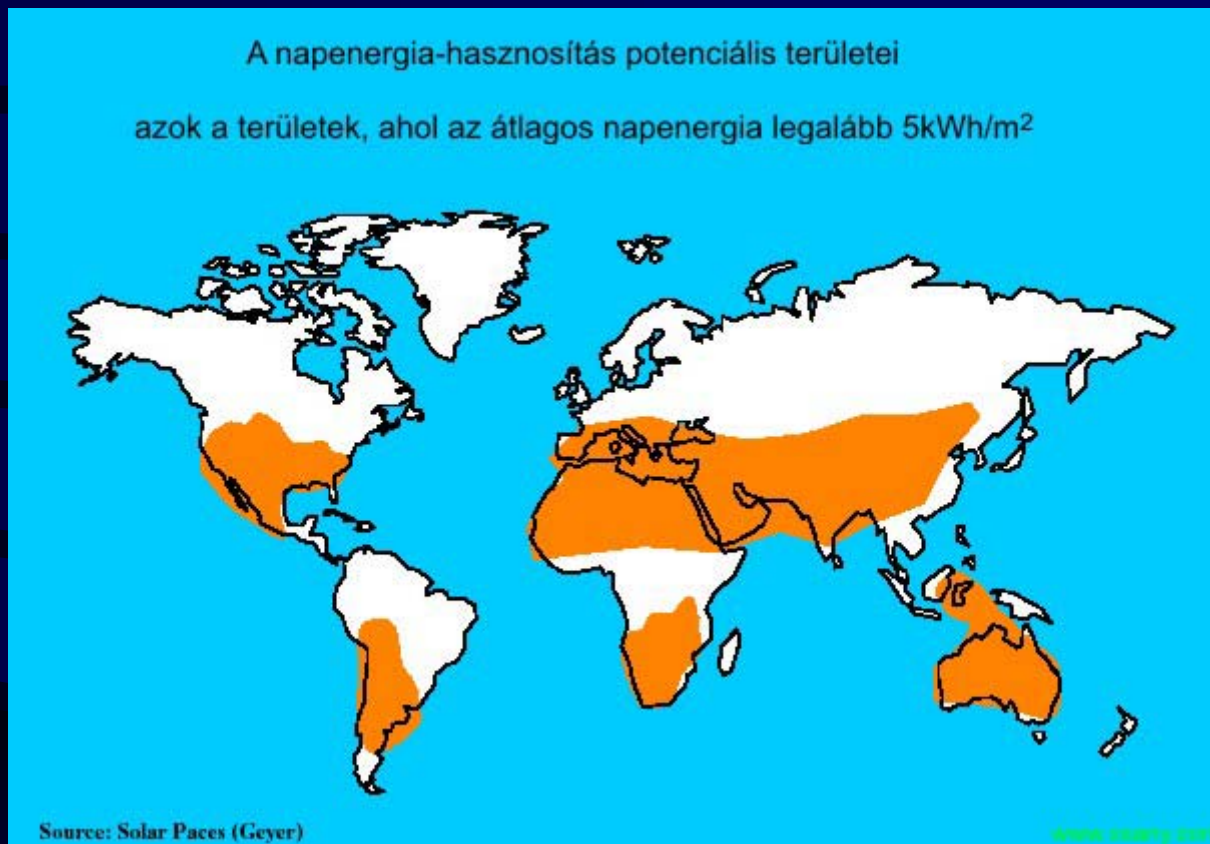 A napenergia-hasznosítás potenciális területei
azok a területek, ahol az átlagos napenergia legalább 5kWh/m²
Source: Solar Paces (Geyer)